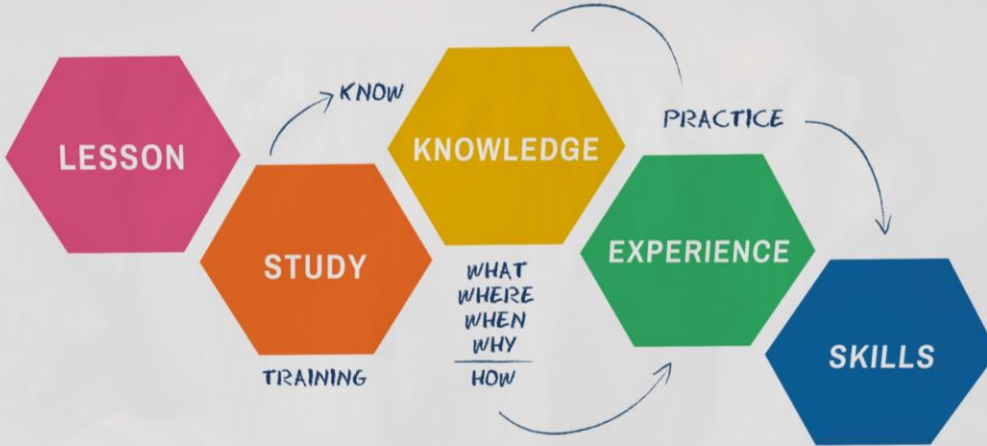 LESSON
STUDY
TRAINING
KNOW
KNOWLEDGE
WHAT
WHERE
WHEN
WHY
HOW
PRACTICE
EXPERIENCE
SKILLS